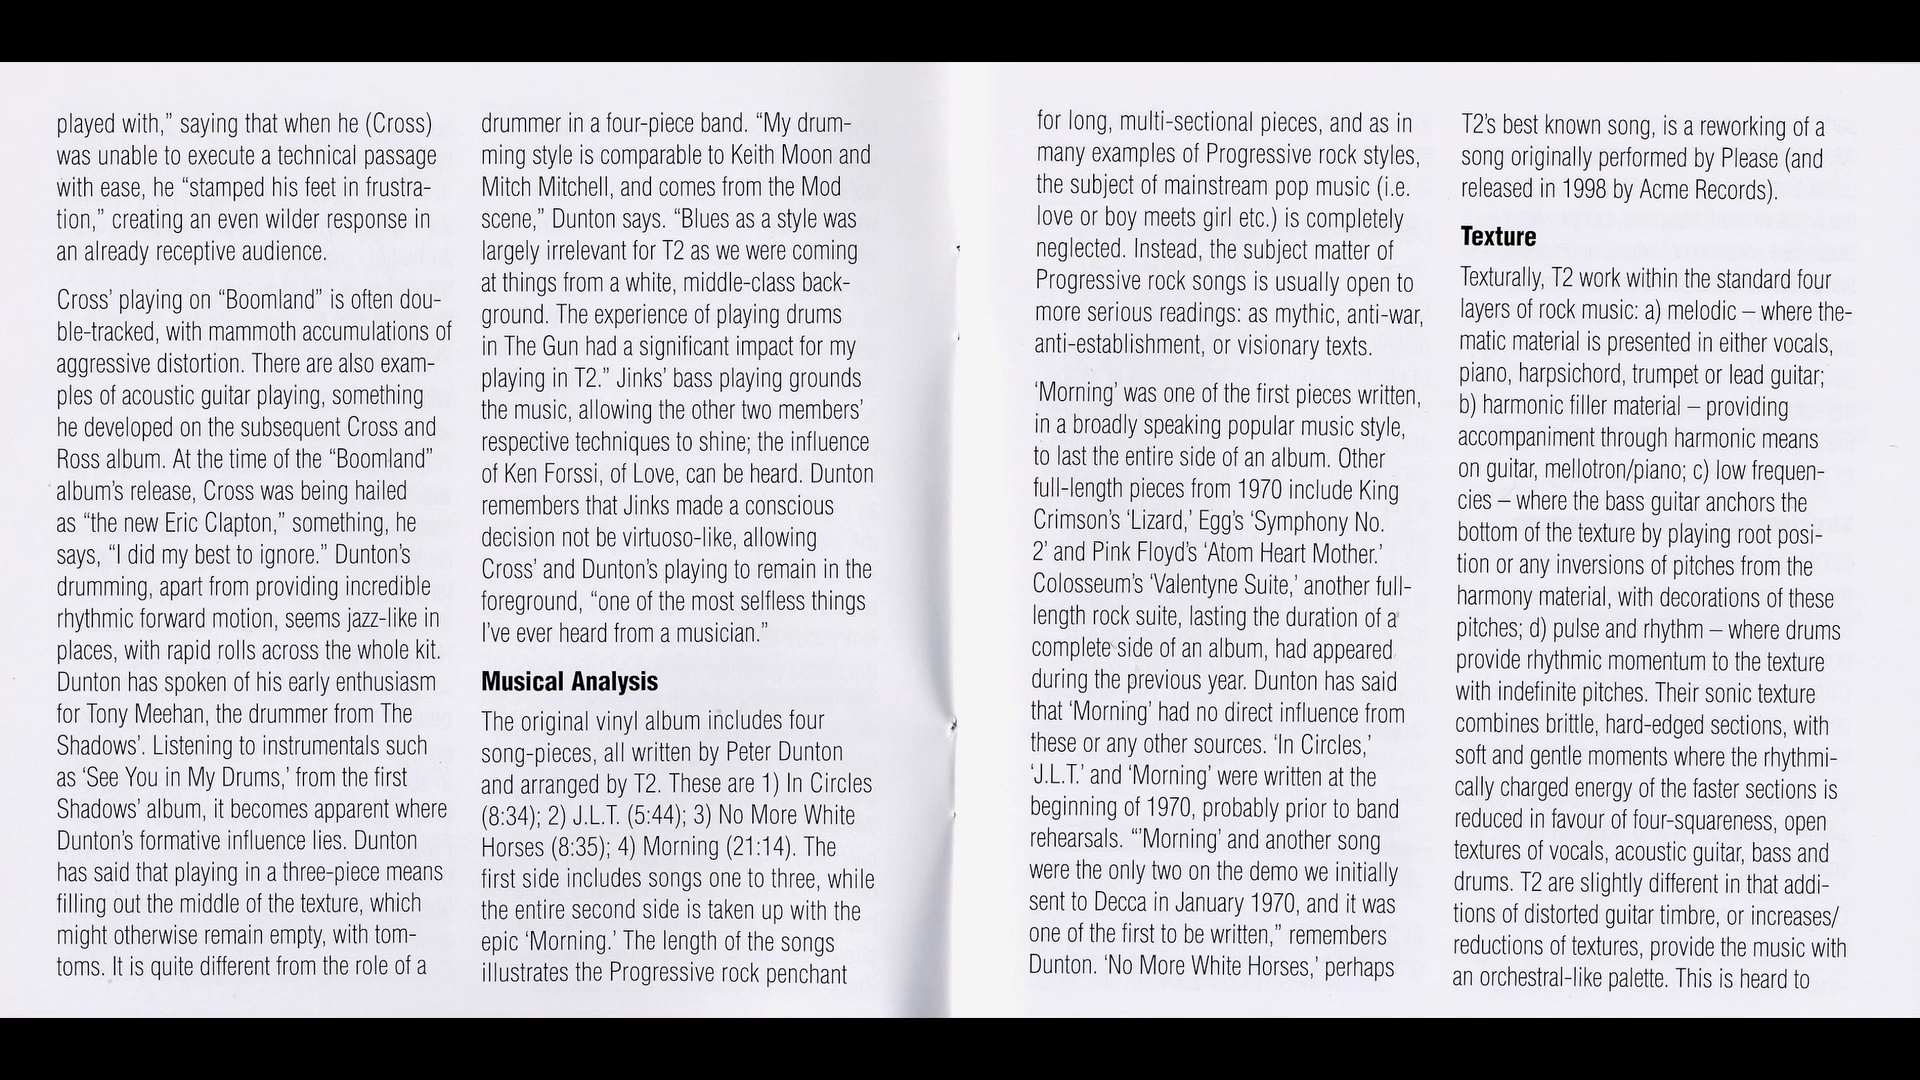 played with,” saying that when he (Cross)
was unable to execute a technical passage
with ease, he “stamped his feet in frustra-
tion,” creating an even wilder response in
an already receptive audience.
Cross’ playing on “Boomland” is often dou-
ble-tracked, with mammoth accumulations of
aggressive distortion. There are also exam-
ples of acoustic guitar playing, something
he developed on the subsequent Cross and
Ross album. At the time of the “Boomland”
album’s release, Cross was being hailed
as “the new Eric Clapton,” something, he
says, “I did my best to ignore.” Dunton’s
drumming, apart from providing incredible
rhythmic forward motion, seems jazz-like in
places, with rapid rolls across the whole kit.
Dunton has spoken of his early enthusiasm
for Tony Meehan, the drummer from The
Shadows’. Listening to instrumentals such
as ‘See You in My Drums,’ from the first
Shadows’ album, it becomes apparent where
Dunton’s formative influence lies. Dunton
has said that playing in a three-piece means
filling out the middle of the texture, which
might otherwise remain empty, with tom-
toms. It is quite different from the role of a
drummer in a four-piece band. “My drum-
ming style is comparable to Keith Moon and
Mitch Mitchell, and comes from the Mod
scene,” Dunton says. “Blues as a style was
largely irrelevant for T2 as we were coming
at things from a white, middle-class back-
ground. The experience of playing drums
in The Gun had a significant impact for my
playing in T2.” Jinks’ bass playing grounds
the music, allowing the other two members’
respective techniques to shine; the influence
of Ken Forssi, of Love, can be heard. Dunton
remembers that Jinks made a conscious
decision not be virtuoso-like, allowing
Cross’ and Dunton’s playing to remain in the
foreground, “one of the most selfless things
I’ve ever heard from a musician.”
Musical Analysis
The original vinyl album includes four
song-pieces, all written by Peter Dunton
and arranged by T2. These are 1) In Circles
(8:34); 2) J.L.T. (5:44); 3) No More White
Horses (8:35); 4) Morning (21:14). The
first side includes songs one to three, while
the entire second side is taken up with the
epic ‘Morning.’ The length of the songs
illustrates the Progressive rock penchant
for long, multi-sectional pieces, and as in
many examples of Progressive rock styles,
the subject of mainstream pop music (i.e.
love or boy meets girl etc.) is completely
neglected. Instead, the subject matter of
Progressive rock songs is usually open to
more serious readings: as mythic, anti-war,
anti-establishment, or visionary texts.
‘Morning’ was one of the first pieces written,
in a broadly speaking popular music style,
to last the entire side of an album. Other
full-length pieces from 1970 include King
Crimson’s ‘Lizard,’ Egg’s ‘Symphony No.
2’ and Pink Floyd’s ‘Atom Heart Mother.’
Colosseum’s ‘Valentyne Suite,’ another full-
length rock suite, lasting the duration of a
complete side of an album, had appeared
during the previous year. Dunton has said
that ‘Morning’ had no direct influence from
these or any other sources. ‘In Circles,’
‘J.L.T.’ and ‘Morning’ were written at the
beginning of 1970, probably prior to band
rehearsals. “’Morning’ and another song
were the only two on the demo we initially
sent to Decca in January 1970, and it was
one of the first to be written,” remembers
Dunton. ‘No More White Horses,’ perhaps
T2’s best known song, is a reworking of a
song originally performed by Please (and
released in 1998 by Acme Records).
Texture
Texturally, T2 work within the standard four
layers of rock music: a) melodic – where the-
matic material is presented in either vocals,
piano, harpsichord, trumpet or lead guitar;
b) harmonic filler material – providing
accompaniment through harmonic means
on guitar, mellotron/piano; c) low frequen-
cies – where the bass guitar anchors the
bottom of the texture by playing root posi-
tion or any inversions of pitches from the
harmony material, with decorations of these
pitches; d) pulse and rhythm – where drums
provide rhythmic momentum to the texture
with indefinite pitches. Their sonic texture
combines brittle, hard-edged sections, with
soft and gentle moments where the rhythmi-
cally charged energy of the faster sections is
reduced in favour of four-squareness, open
textures of vocals, acoustic guitar, bass and
drums. T2 are slightly different in that addi-
tions of distorted guitar timbre, or increases/
reductions of textures, provide the music with
an orchestral-like palette. This is heard to